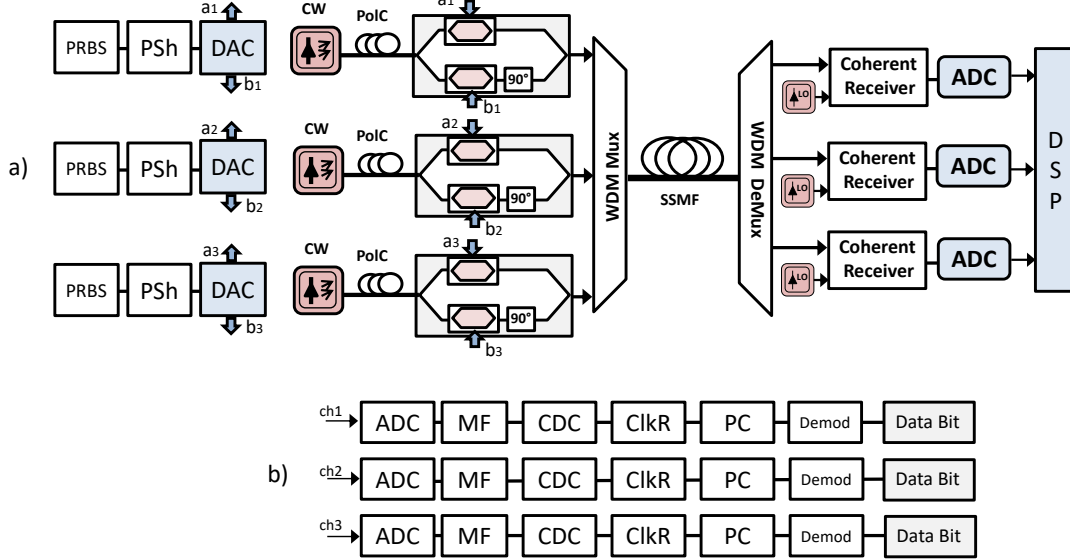 a)
a1
PRBS
PSh
DAC
b1
CW
PolC
a1
90°
b1
a2
PRBS
PSh
DAC
b2
CW
PolC
a2
90°
b2
a3
PRBS
PSh
DAC
b3
CW
PolC
a3
90°
b3
WDM Mux
SSMF
WDM DeMux
LO
Coherent
Receiver
ADC
LO
Coherent
Receiver
ADC
LO
Coherent
Receiver
ADC
D
S
P
b)
ch1
ADC
MF
CDC
ClkR
PC
Demod
Data Bit
ch2
ADC
MF
CDC
ClkR
PC
Demod
Data Bit
ch3
ADC
MF
CDC
ClkR
PC
Demod
Data Bit